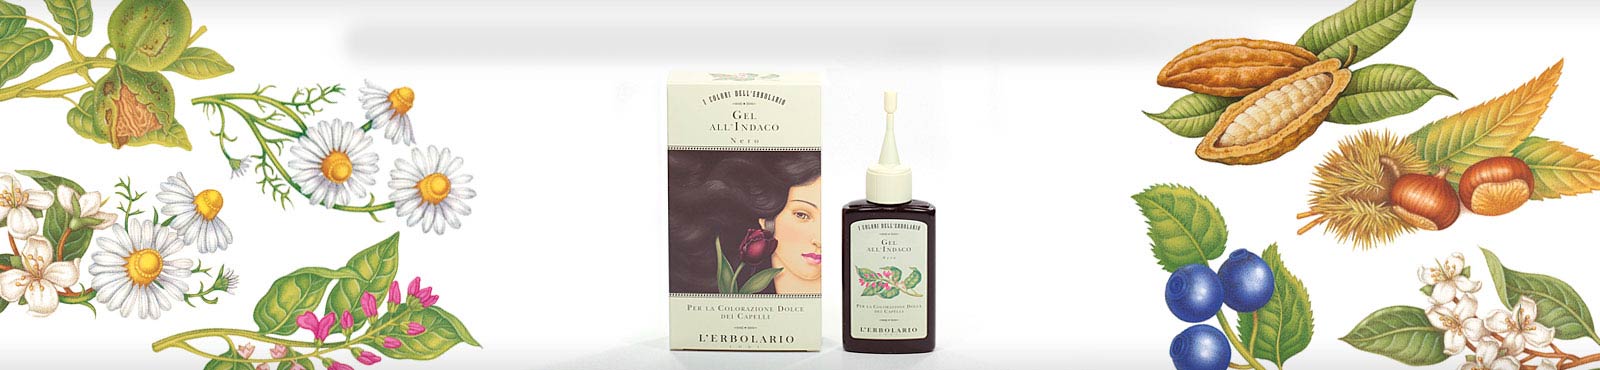 I COLORI DELL'ERBOLARIO
GEL
ALL'INDACO
Nero
PER LA COLORAZIONE DOLCE
DEI CAPELLI
L'ERBOLARIO
LODI
I COLORI DELL'ERBOLARIO
GEL
ALL'INDACO
Nero
PER LA COLORAZIONE DOLCE
DEI CAPELLI
L'ERBOLARIO